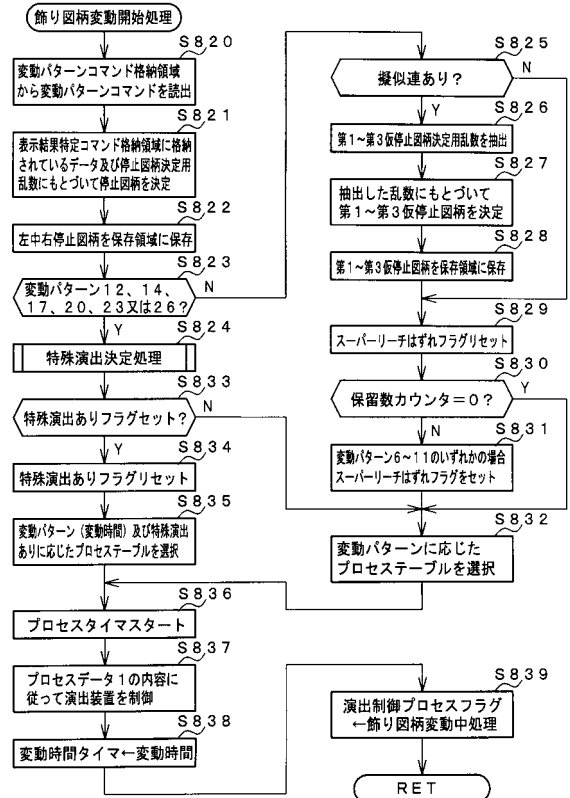 飾り図柄変動開始処理
S820
変動パターンコマンド格納領域
から変動パターンコマンドを読出
S821
表示結果特定コマンド格納領域に格納
されているデータ及び停止図柄決定用
乱数にもとづいて停止図柄を決定
S822
左中右停止図柄を保存領域に保存
S823
変動パターン12、14、
17、20、23又は26?
N
Y
S824
特殊演出決定処理
S833
特殊演出ありフラグセット?
N
Y
S834
特殊演出ありフラグリセット
S835
変動パターン(変動時間)及び特殊演出
ありに応じたプロセステーブルを選択
S836
プロセスタイマスタート
S837
プロセスデータ1の内容に
従って演出装置を制御
S838
変動時間タイマ←変動時間
S825
擬似連あり?
N
Y
S826
第1~第3仮停止図柄決定用乱数を抽出
S827
抽出した乱数にもとづいて
第1~第3仮停止図柄を決定
S828
第1~第3仮停止図柄を保存領域に保存
S829
スーパーリーチはずれフラグリセット
S830
保留数カウンタ=0?
Y
N
S831
変動パターン6~11のいずれかの場合
スーパーリーチはずれフラグをセット
S832
変動パターンに応じた
プロセステーブルを選択
S839
演出制御プロセスフラグ
←飾り図柄変動中処理
RET